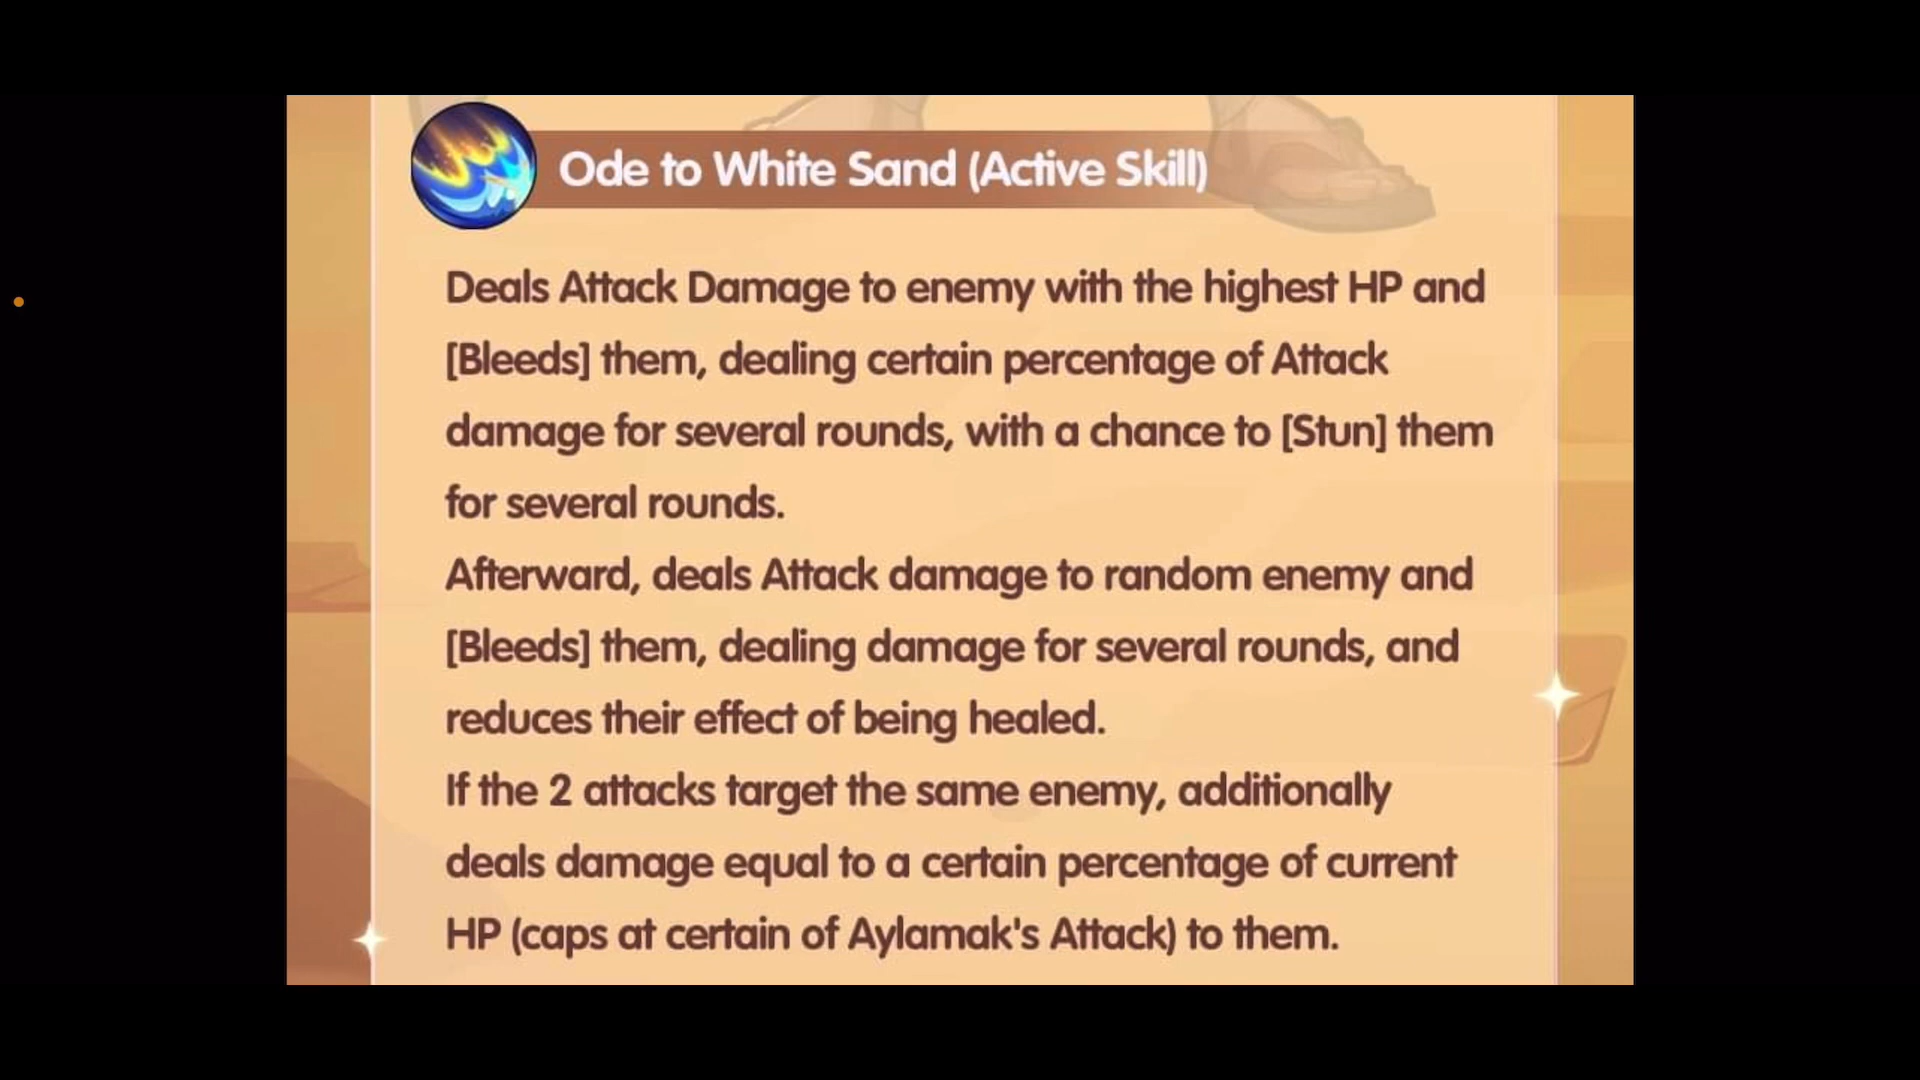 Ode to White Sand (Active Skill)
Deals Attack Damage to enemy with the highest HP and
[Bleeds] them, dealing certain percentage of Attack
damage for several rounds, with a chance to [Stun] them
for several rounds.
Afterward, deals Attack damage to random enemy and
[Bleeds] them, dealing damage for several rounds, and
reduces their effect of being healed.
If the 2 attacks target the same enemy, additionally
deals damage equal to a certain percentage of current
HP (caps at certain of Aylamak's Attack) to them.